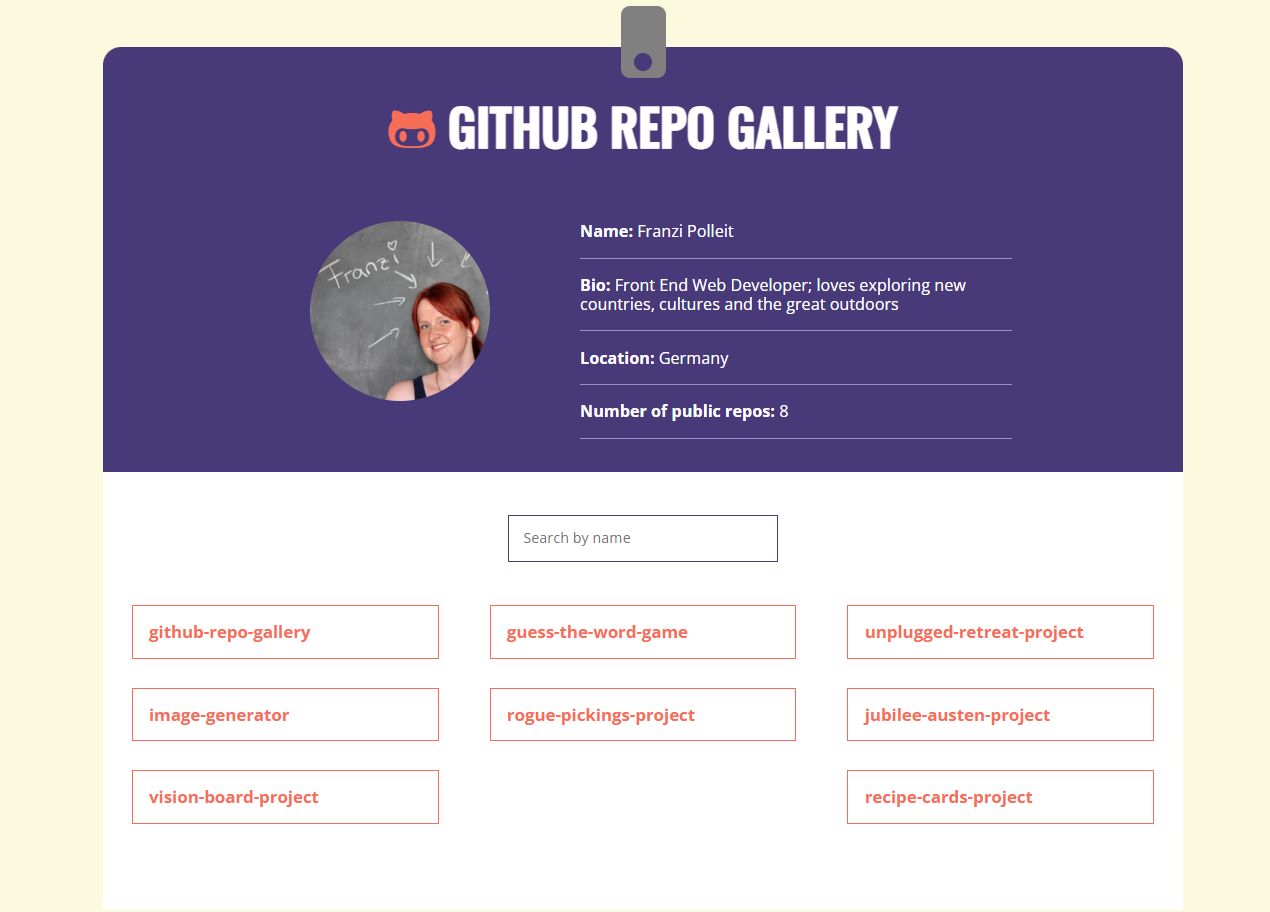 GITHUB REPO GALLERY
Franzi
Name: Franzi Polleit
Bio: Front End Web Developer; loves exploring new
countries, cultures and the great outdoors
Location: Germany
Number of public repos: 8
Search by name
github-repo-gallery
guess-the-word-game
unplugged-retreat-project
image-generator
rogue-pickings-project
jubilee-austen-project
vision-board-project
recipe-cards-project